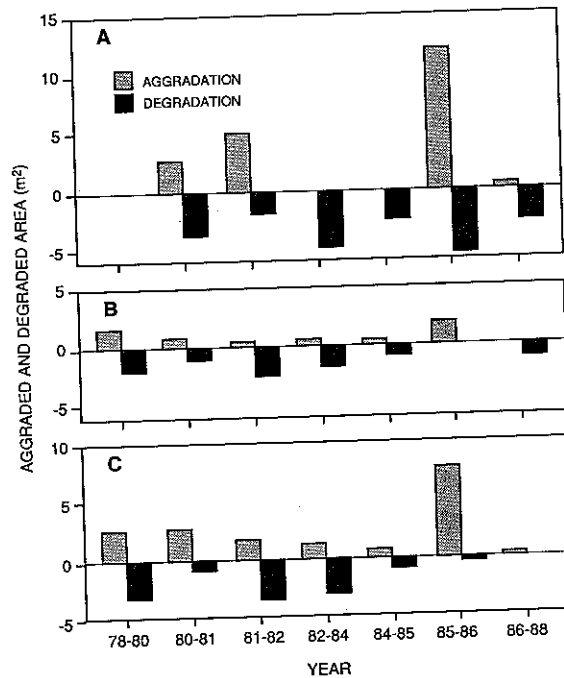 AGGRADED AND DEGRADED AREA (m²)
A
AGGRADATION
DEGRADATION
15
10
5
0
-5
B
5
0
-5
C
10
5
0
-5
78-80 80-81 81-82 82-84 84-85 85-86 86-88
YEAR